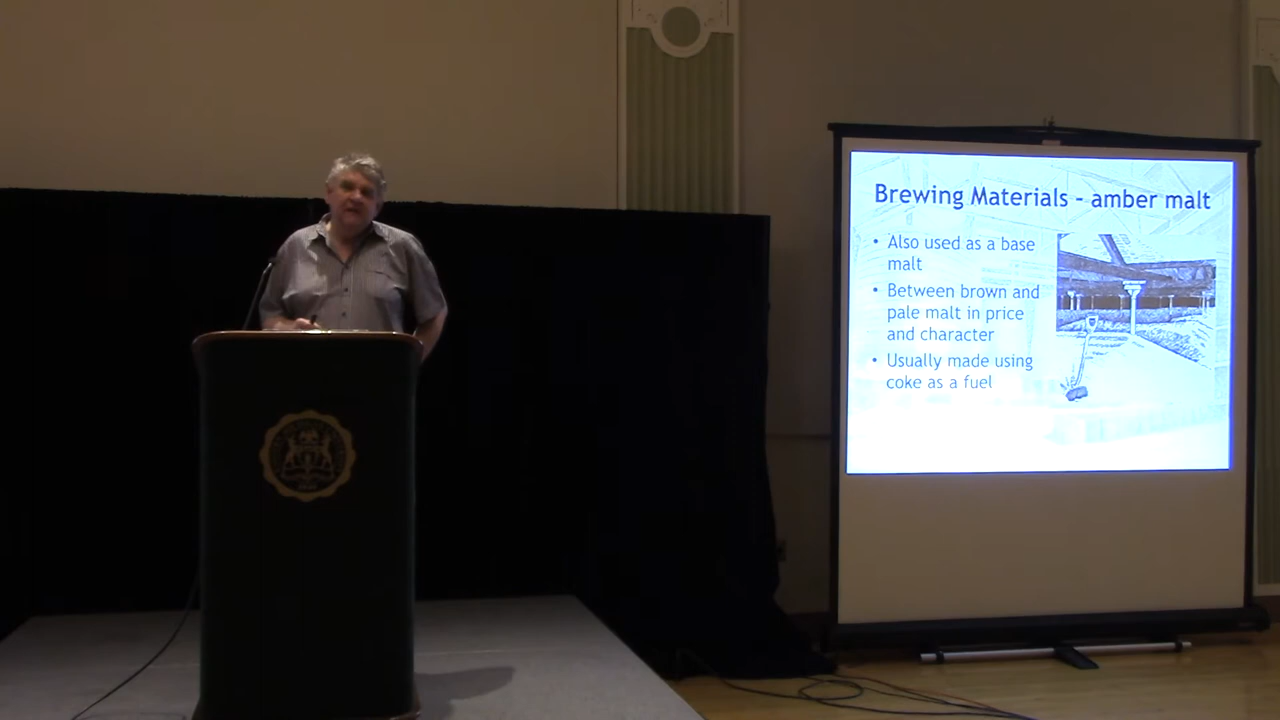 Brewing Materials - amber malt
• Also used as a base
malt
• Between brown and
pale malt in price
and character
• Usually made using
coke as a fuel